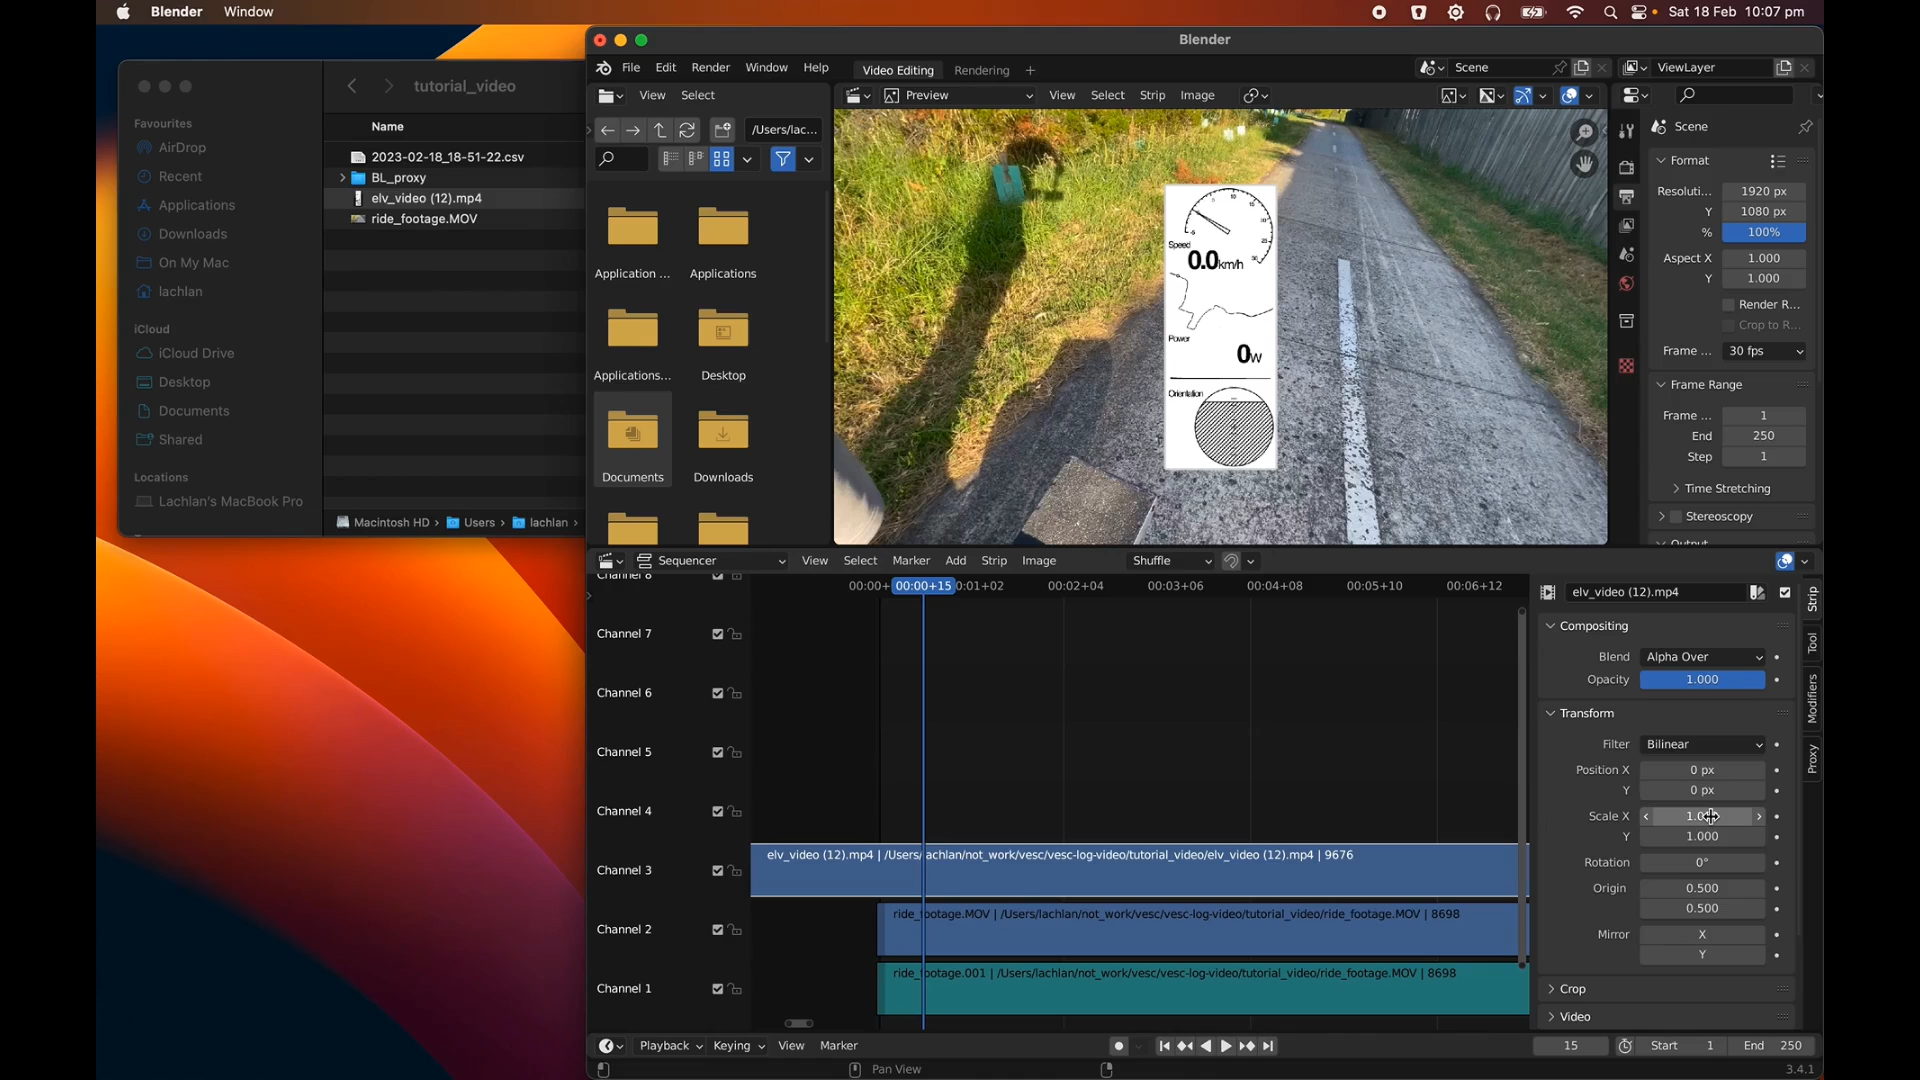 Blender Window
Sat 18 Feb 10:07 pm
tutorial_video
Favourites
AirDrop
Recent
Applications
Downloads
On My Mac
lachlan
iCloud
iCloud Drive
Desktop
Documents
Shared
Locations
Lachlan's MacBook Pro
Name
2023-02-18_18-51-22.csv
BL_proxy
elv_video (12).mp4
ride_footage.MOV
Macintosh HD › Users › lachlan ›
Blender
File Edit Render Window Help
Video Editing Rendering +
Scene
ViewLayer
View Select
/Users/lac...
Application ... Applications
Applications... Desktop
Documents Downloads
Preview View Select Strip Image
Speed
0.0km/h
Power
0w
Orientation
Scene
Format
Resoluti... 1920 px
Y 1080 px
% 100%
Aspect X 1.000
Y 1.000
Render R...
Crop to R...
Frame ... 30 fps
Frame Range
Frame ... 1
End 250
Step 1
Time Stretching
Stereoscopy
Output
Sequencer View Select Marker Add Strip Image
Shuffle
00:00+15 0:01+02 00:02+04 00:03+06 00:04+08 00:05+10 00:06+12
Channel 8
Channel 7
Channel 6
Channel 5
Channel 4
Channel 3
elv_video (12).mp4 | /Users/lachlan/not_work/vesc/vesc-log-video/tutorial_video/elv_video (12).mp4 | 9676
Channel 2
ride_footage.MOV | /Users/lachlan/not_work/vesc/vesc-log-video/tutorial_video/ride_footage.MOV | 8698
Channel 1
ride_footage.001 | /Users/lachlan/not_work/vesc/vesc-log-video/tutorial_video/ride_footage.MOV | 8698
elv_video (12).mp4
Compositing
Blend Alpha Over
Opacity 1.000
Transform
Filter Bilinear
Position X 0 px
Y 0 px
Scale X
Y 1.000
Rotation 0°
Origin 0.500
0.500
Mirror X
Y
Crop
Video
Strip
Tool
Modifiers
Proxy
Playback Keying View Marker
15 Start 1 End 250
Pan View
3.4.1